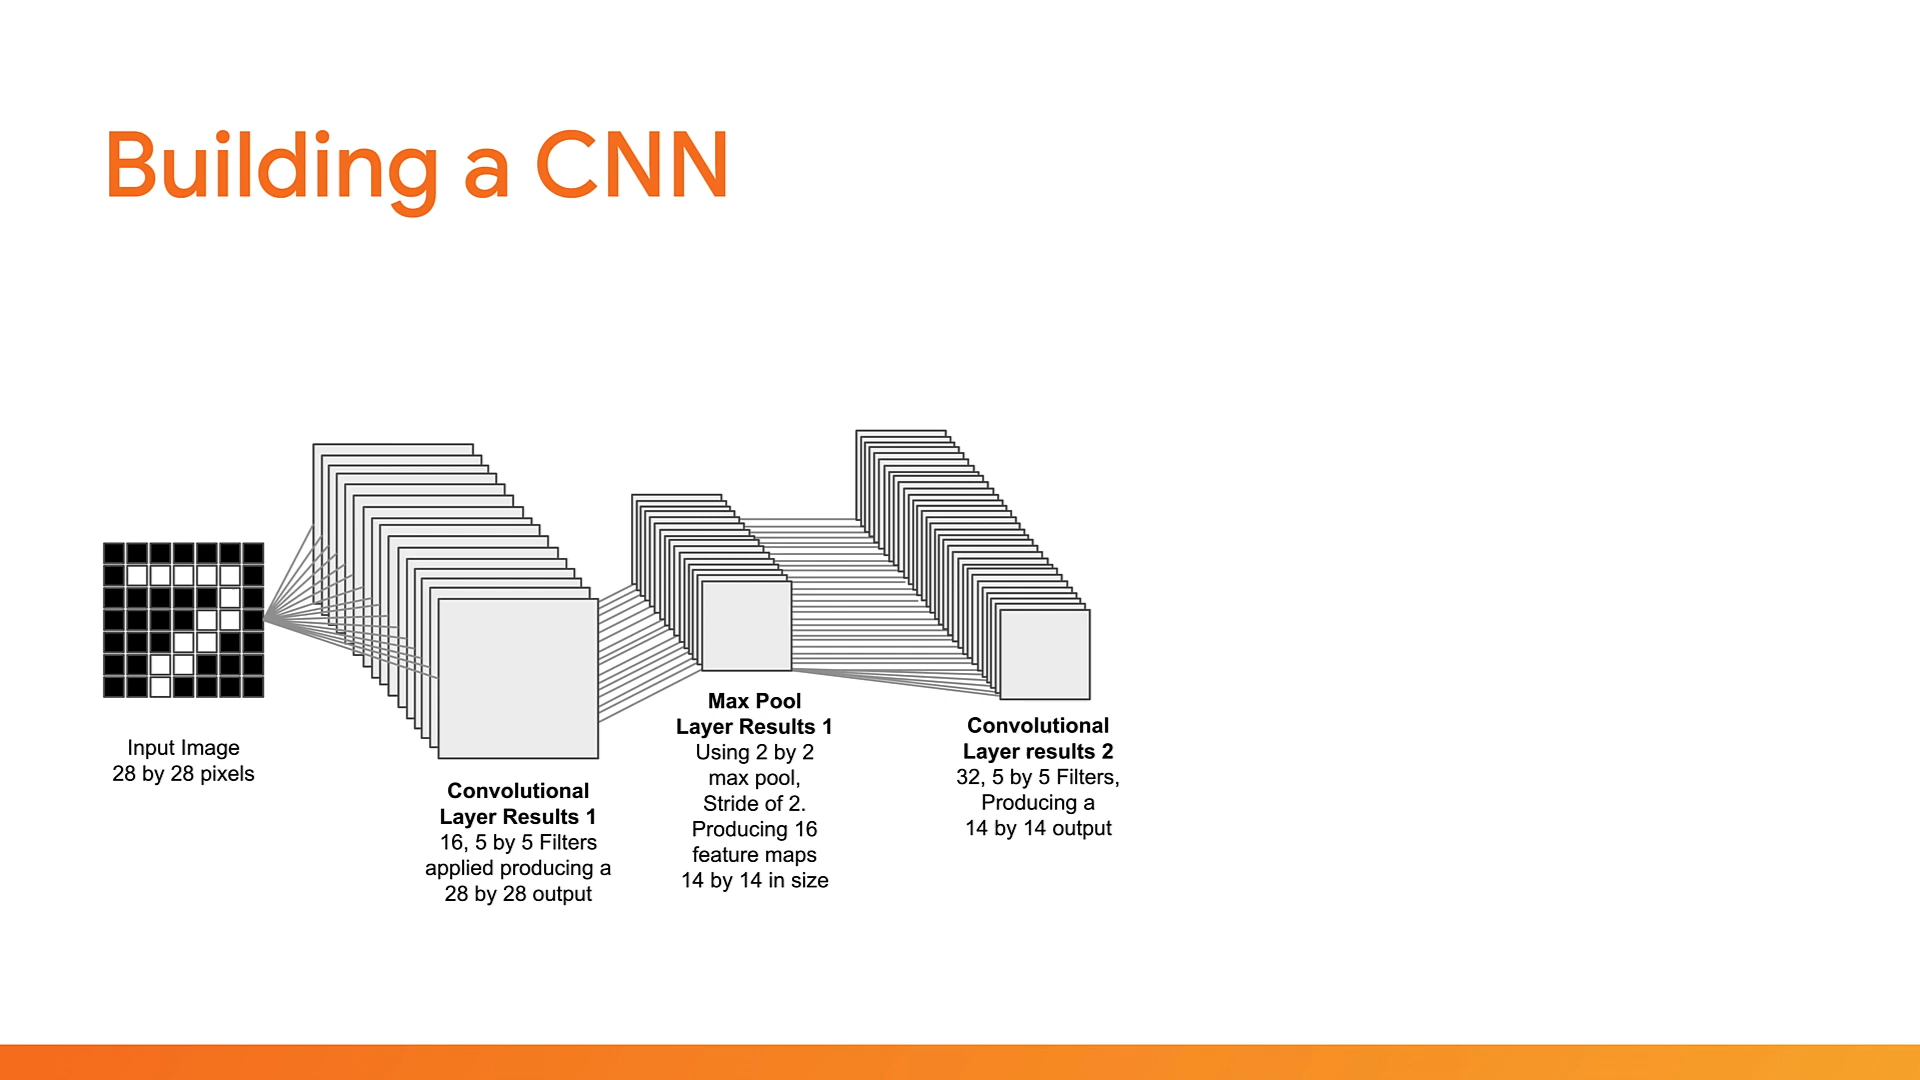 Building a CNN
Input Image
28 by 28 pixels
Convolutional
Layer Results 1
16, 5 by 5 Filters
applied producing a
28 by 28 output
Max Pool
Layer Results 1
Using 2 by 2
max pool,
Stride of 2.
Producing 16
feature maps
14 by 14 in size
Convolutional
Layer results 2
32, 5 by 5 Filters,
Producing a
14 by 14 output